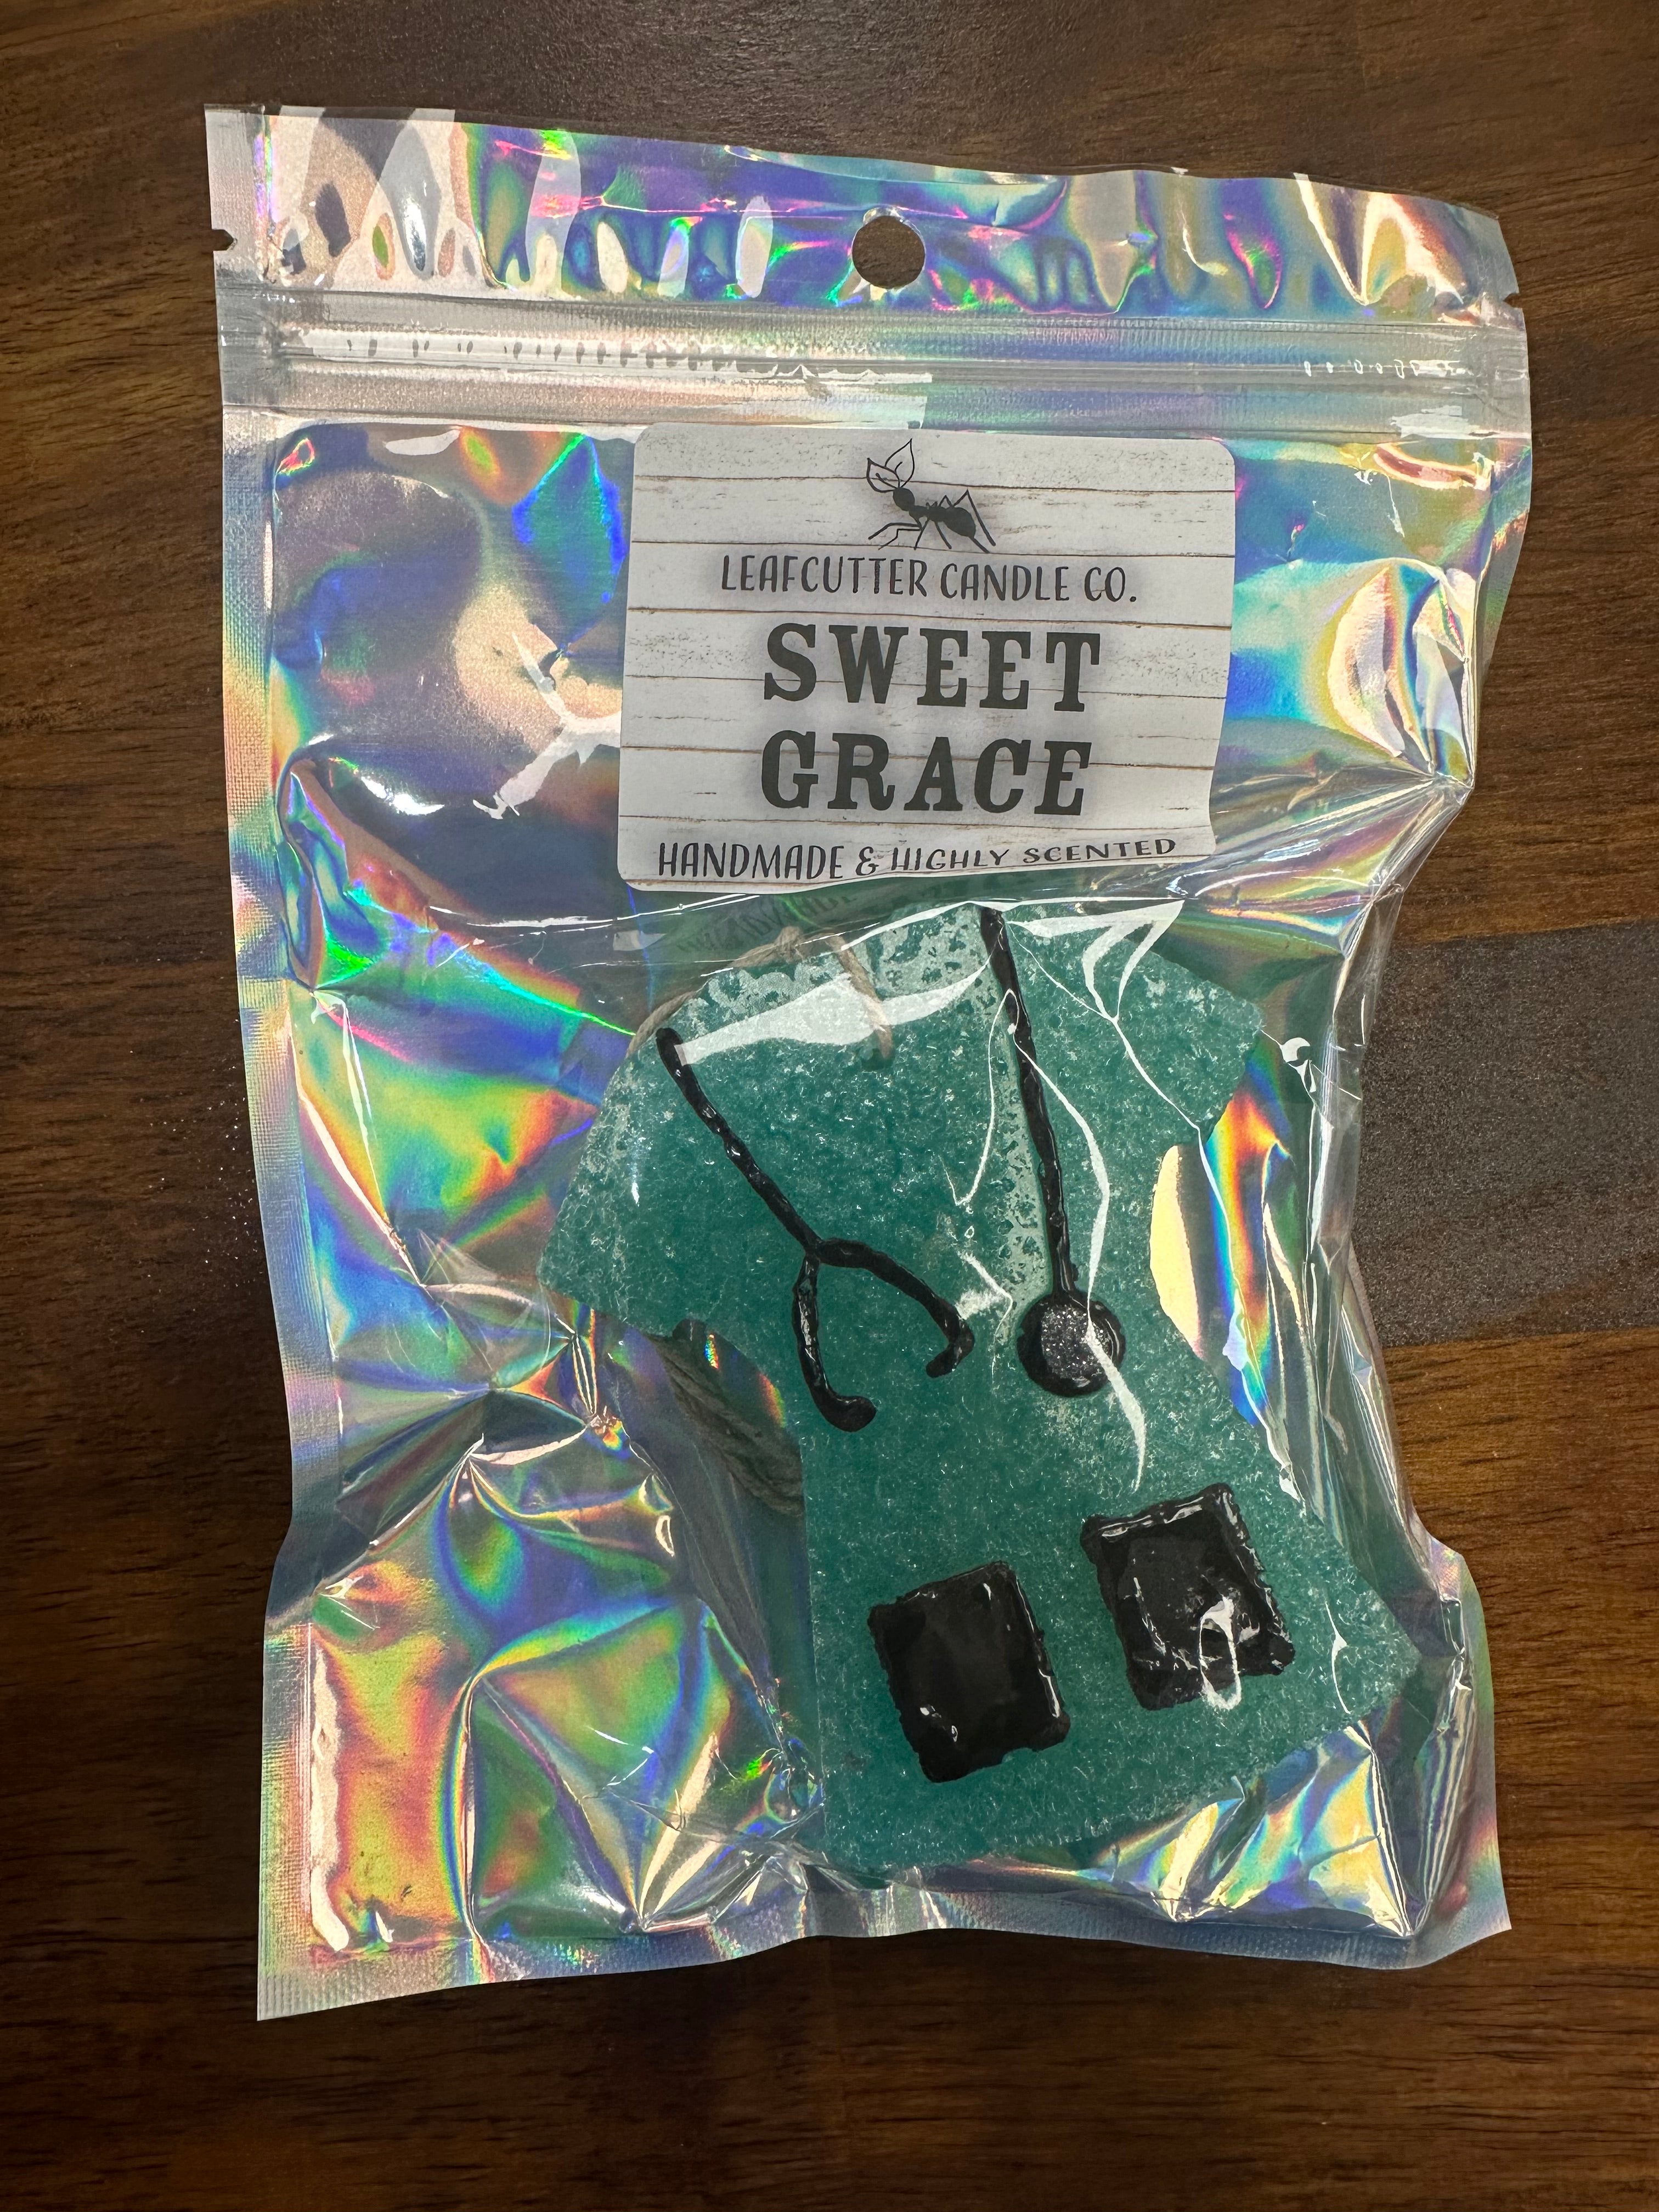 LEAFCUTTER CANDLE CO.
SWEET
GRACE
HANDMADE & HIGHLY SCENTED